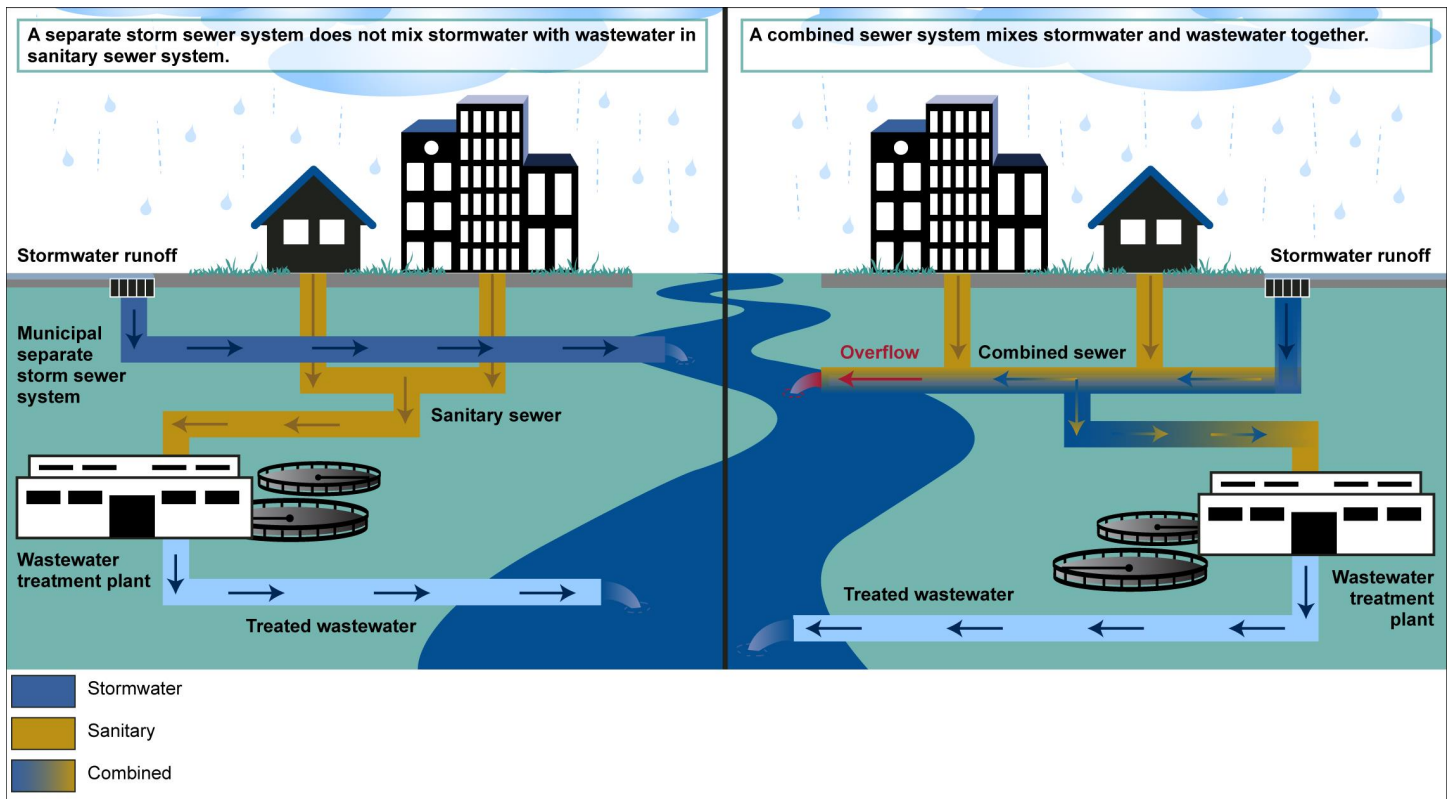 A separate storm sewer system does not mix stormwater with wastewater in
sanitary sewer system.
Stormwater runoff
Municipal
separate
storm sewer
system
Sanitary sewer
Wastewater
treatment plant
Treated wastewater
A combined sewer system mixes stormwater and wastewater together.
Stormwater runoff
Overflow
Combined sewer
Treated wastewater
Wastewater
treatment
plant
Stormwater
Sanitary
Combined